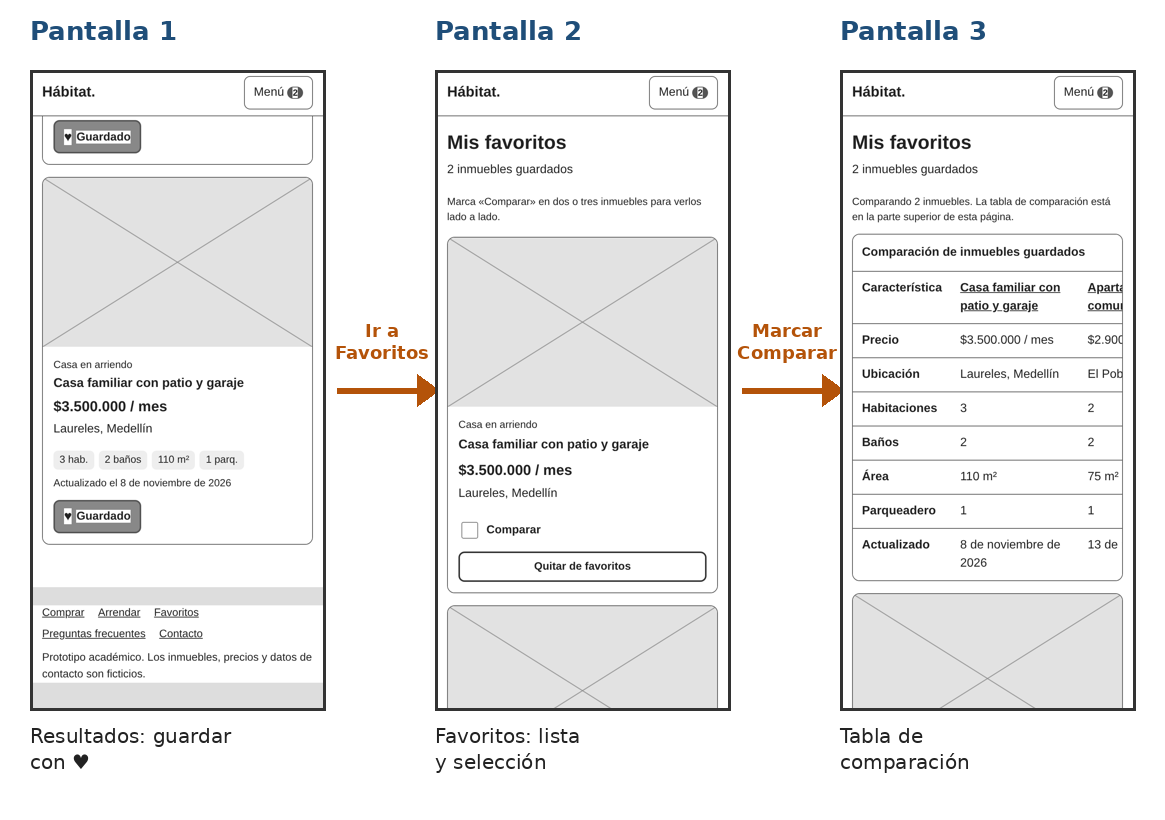 Pantalla 1
Hábitat.
Menú 2
♥ Guardado
Casa en arriendo
Casa familiar con patio y garaje
$3.500.000 / mes
Laureles, Medellín
3 hab. 2 baños 110 m² 1 parq.
Actualizado el 8 de noviembre de 2026
♥ Guardado
Comprar Arrendar Favoritos
Preguntas frecuentes Contacto
Prototipo académico. Los inmuebles, precios y datos de
contacto son ficticios.
Resultados: guardar
con ♥
Ir a
Favoritos
Pantalla 2
Hábitat.
Menú 2
Mis favoritos
2 inmuebles guardados
Marca «Comparar» en dos o tres inmuebles para verlos
lado a lado.
Casa en arriendo
Casa familiar con patio y garaje
$3.500.000 / mes
Laureles, Medellín
Comparar
Quitar de favoritos
Favoritos: lista
y selección
Marcar
Comparar
Pantalla 3
Hábitat.
Menú 2
Mis favoritos
2 inmuebles guardados
Comparando 2 inmuebles. La tabla de comparación está
en la parte superior de esta página.
Comparación de inmuebles guardados
Característica Casa familiar con Aparta
patio y garaje comun
Precio $3.500.000 / mes $2.900
Ubicación Laureles, Medellín El Pob
Habitaciones 3 2
Baños 2 2
Área 110 m² 75 m²
Parqueadero 1 1
Actualizado 8 de noviembre de 13 de
2026
Tabla de
comparación